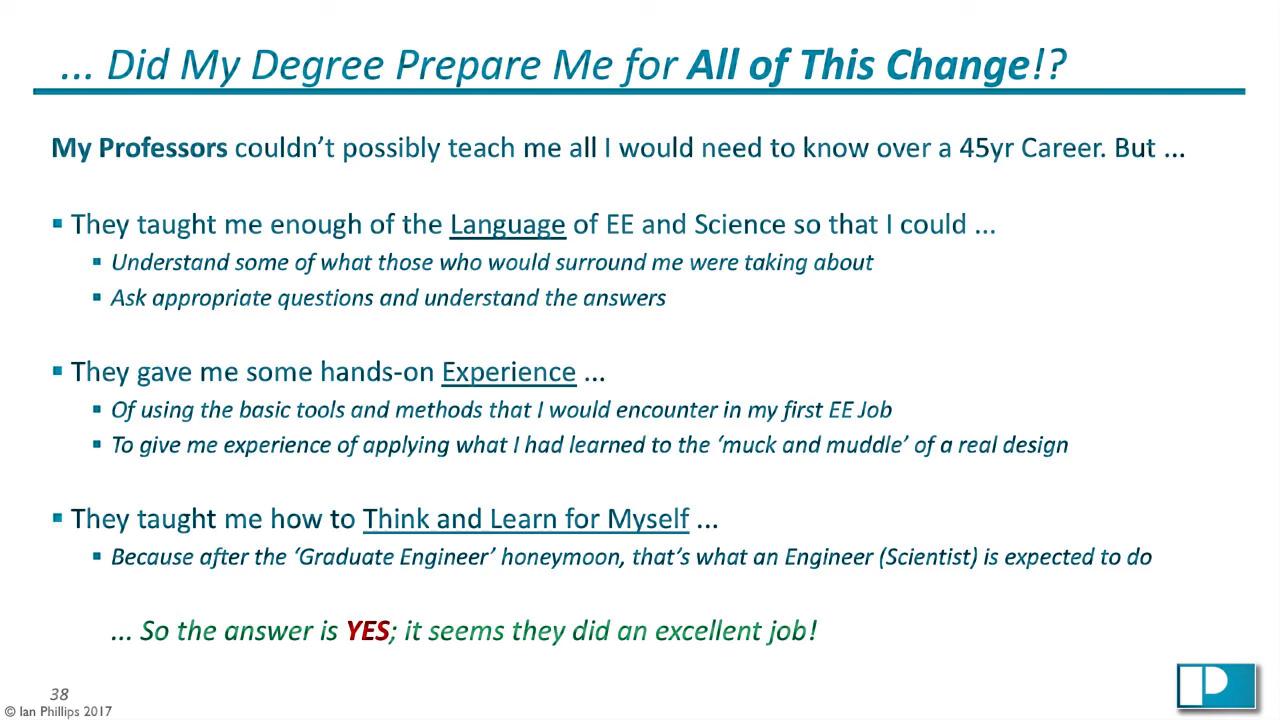 ... Did My Degree Prepare Me for All of This Change!?
My Professors couldn’t possibly teach me all I would need to know over a 45yr Career. But ...
▪ They taught me enough of the Language of EE and Science so that I could ...
▪ Understand some of what those who would surround me were taking about
▪ Ask appropriate questions and understand the answers
▪ They gave me some hands-on Experience ...
▪ Of using the basic tools and methods that I would encounter in my first EE Job
▪ To give me experience of applying what I had learned to the ‘muck and muddle’ of a real design
▪ They taught me how to Think and Learn for Myself ...
▪ Because after the ‘Graduate Engineer’ honeymoon, that’s what an Engineer (Scientist) is expected to do
... So the answer is YES; it seems they did an excellent job!
38
© Ian Phillips 2017
P